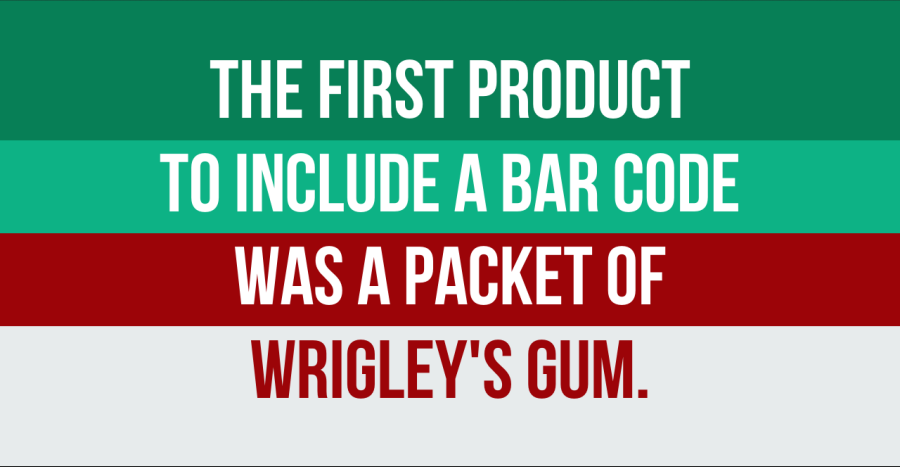 THE FIRST PRODUCT
TO INCLUDE A BAR CODE
WAS A PACKET OF
WRIGLEY'S GUM.